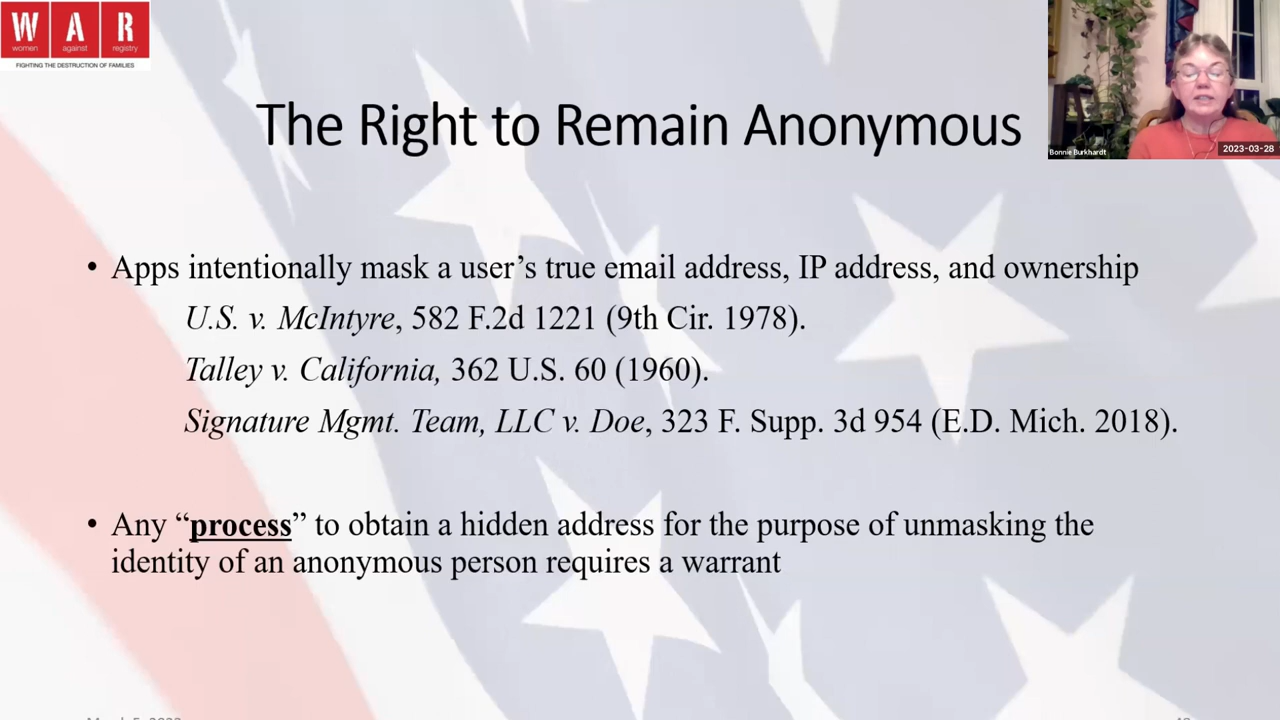 W A R
women against registry
FIGHTING THE DESTRUCTION OF FAMILIES
The Right to Remain Anonymous
Bonnie Burkhardt
2023-03-28
• Apps intentionally mask a user’s true email address, IP address, and ownership
U.S. v. McIntyre, 582 F.2d 1221 (9th Cir. 1978).
Talley v. California, 362 U.S. 60 (1960).
Signature Mgmt. Team, LLC v. Doe, 323 F. Supp. 3d 954 (E.D. Mich. 2018).
• Any “process” to obtain a hidden address for the purpose of unmasking the
identity of an anonymous person requires a warrant